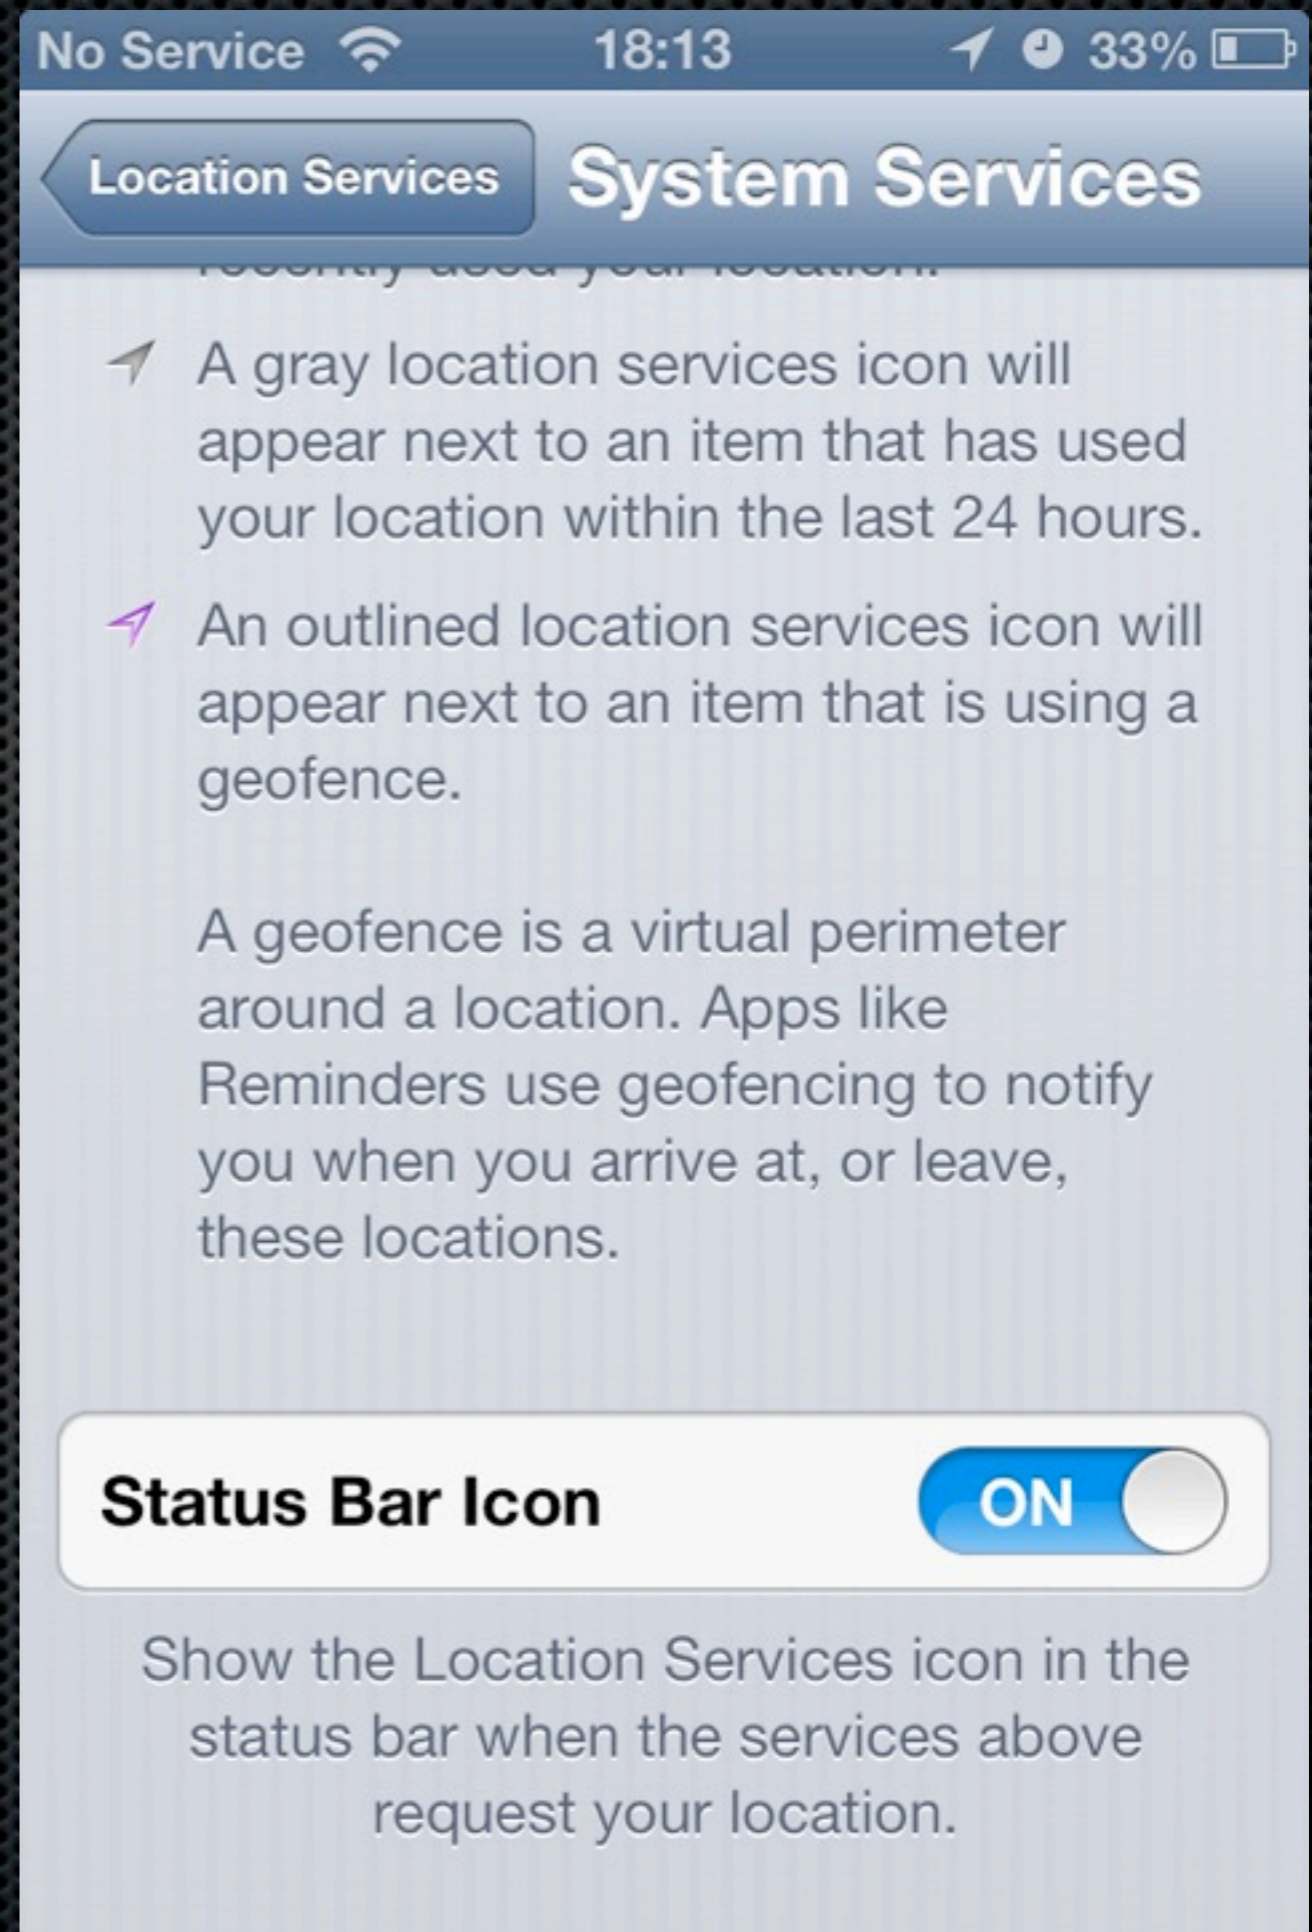 No Service 18:13 33%
Location Services System Services
recently used your location.
A gray location services icon will
appear next to an item that has used
your location within the last 24 hours.
An outlined location services icon will
appear next to an item that is using a
geofence.
A geofence is a virtual perimeter
around a location. Apps like
Reminders use geofencing to notify
you when you arrive at, or leave,
these locations.
Status Bar Icon ON
Show the Location Services icon in the
status bar when the services above
request your location.